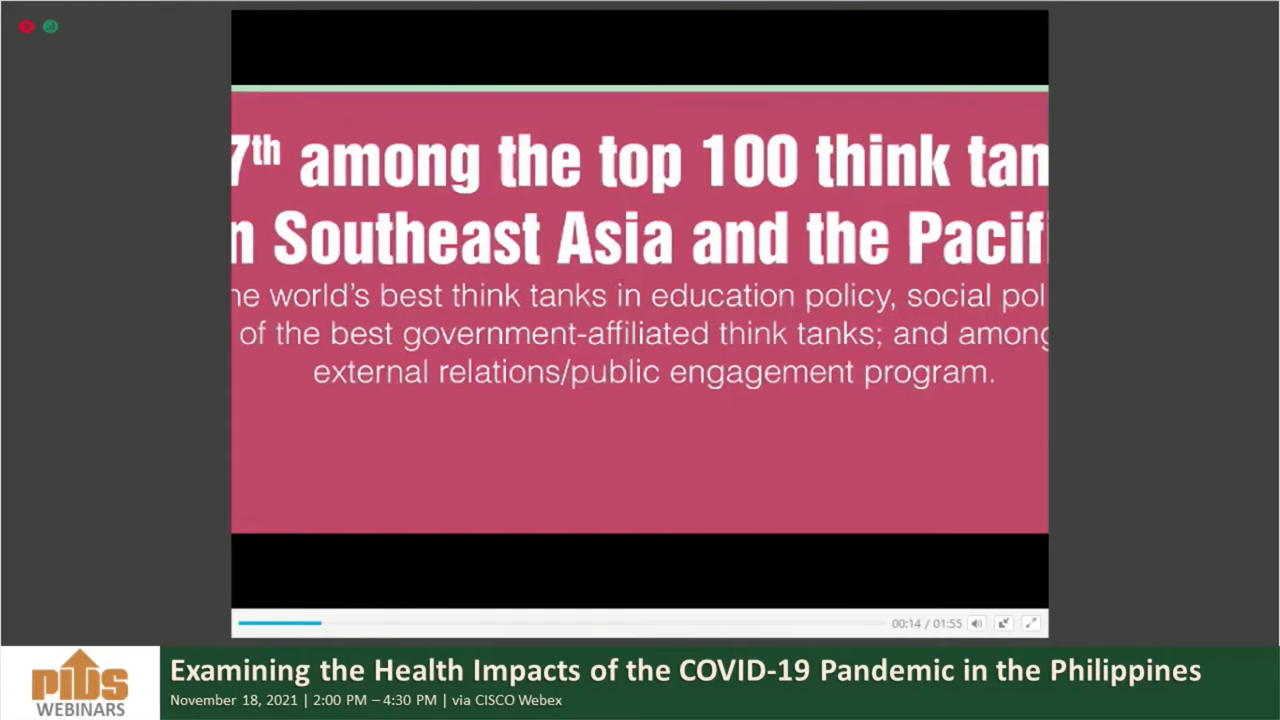 7th among the top 100 think tan
n Southeast Asia and the Pacifi
he world's best think tanks in education policy, social pol
of the best government-affiliated think tanks; and among
external relations/public engagement program.
00:14 / 01:55
PIDS
WEBINARS
Examining the Health Impacts of the COVID-19 Pandemic in the Philippines
November 18, 2021 | 2:00 PM – 4:30 PM | via CISCO Webex